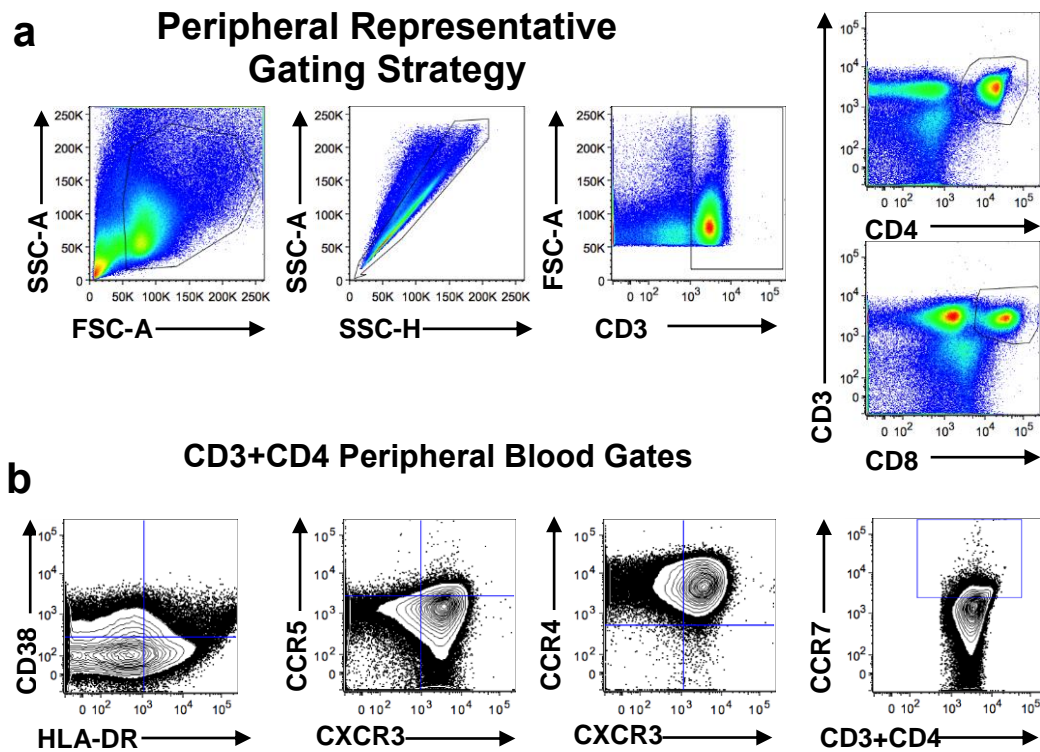 a
Peripheral Representative
Gating Strategy
250K
200K
150K
100K
50K
0
0 50K 100K 150K 200K 250K
SSC-A
FSC-A
250K
200K
150K
100K
50K
0
0 50K 100K 150K 200K 250K
SSC-A
SSC-H
250K
200K
150K
100K
50K
0
0 10² 10³ 10⁴ 10⁵
FSC-A
CD3
10⁵
10⁴
10³
10²
0
0 10² 10³ 10⁴ 10⁵
CD4
10⁵
10⁴
10³
10²
0
0 10² 10³ 10⁴ 10⁵
CD3
CD8
CD3+CD4 Peripheral Blood Gates
b
10⁵
10⁴
10³
10²
0
0 10² 10³ 10⁴ 10⁵
CD38
HLA-DR
10⁵
10⁴
10³
10²
0
0 10² 10³ 10⁴ 10⁵
CCR5
CXCR3
10⁵
10⁴
10³
10²
0
0 10² 10³ 10⁴ 10⁵
CCR4
CXCR3
10⁵
10⁴
10³
10²
0
0 10² 10³ 10⁴ 10⁵
CCR7
CD3+CD4